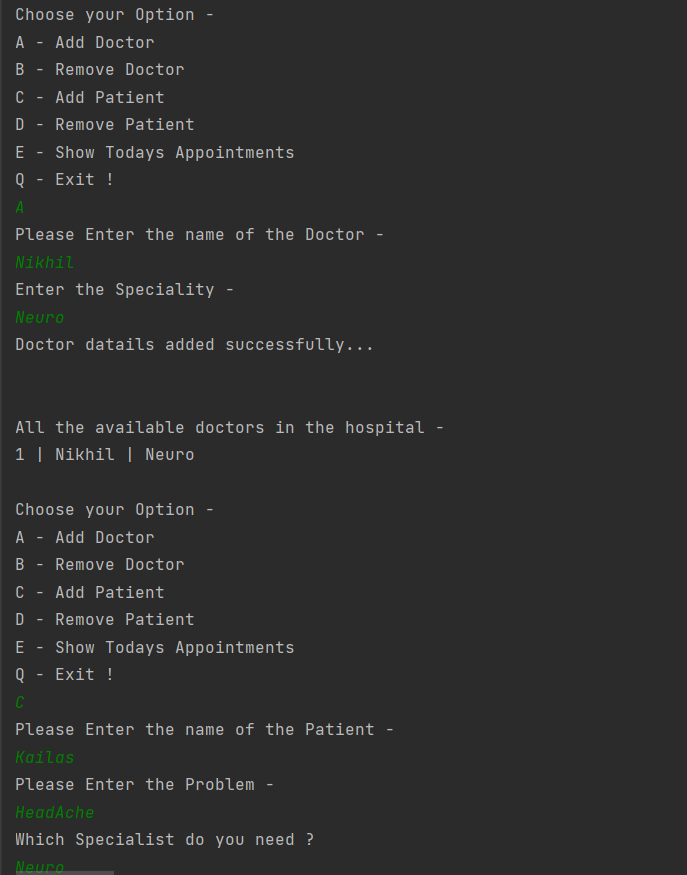 Choose your Option -
A - Add Doctor
B - Remove Doctor
C - Add Patient
D - Remove Patient
E - Show Todays Appointments
Q - Exit !
A
Please Enter the name of the Doctor -
Nikhil
Enter the Speciality -
Neuro
Doctor datails added successfully...
All the available doctors in the hospital -
1 | Nikhil | Neuro
Choose your Option -
A - Add Doctor
B - Remove Doctor
C - Add Patient
D - Remove Patient
E - Show Todays Appointments
Q - Exit !
C
Please Enter the name of the Patient -
Kailas
Please Enter the Problem -
HeadAche
Which Specialist do you need ?
Neuro